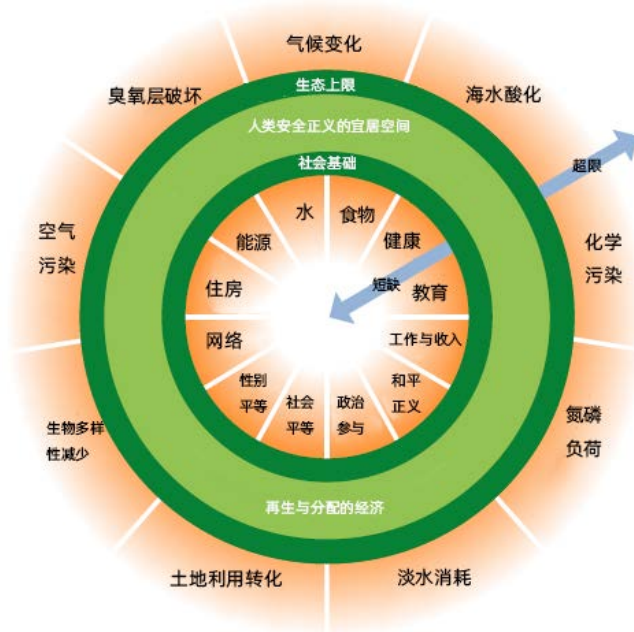 气候变化
臭氧层破坏
生态上限
海水酸化
人类安全正义的宜居空间
社会基础
超限
水
食物
空气
污染
能源
健康
化学
污染
住房
短缺
教育
网络
工作与收入
性别
平等
社会
平等
政治
参与
和平
正义
生物多样
性减少
氮磷
负荷
再生与分配的经济
土地利用转化
淡水消耗